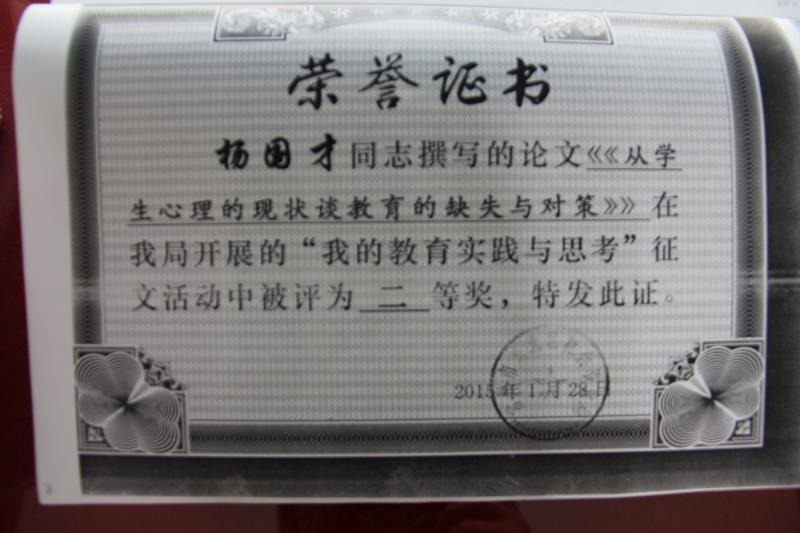 荣誉证书
杨国才同志撰写的论文《《从学
生心理的现状谈教育的缺失与对策》》在
我局开展的“我的教育实践与思考”征
文活动中被评为 二 等奖，特发此证。
2015年1月28日